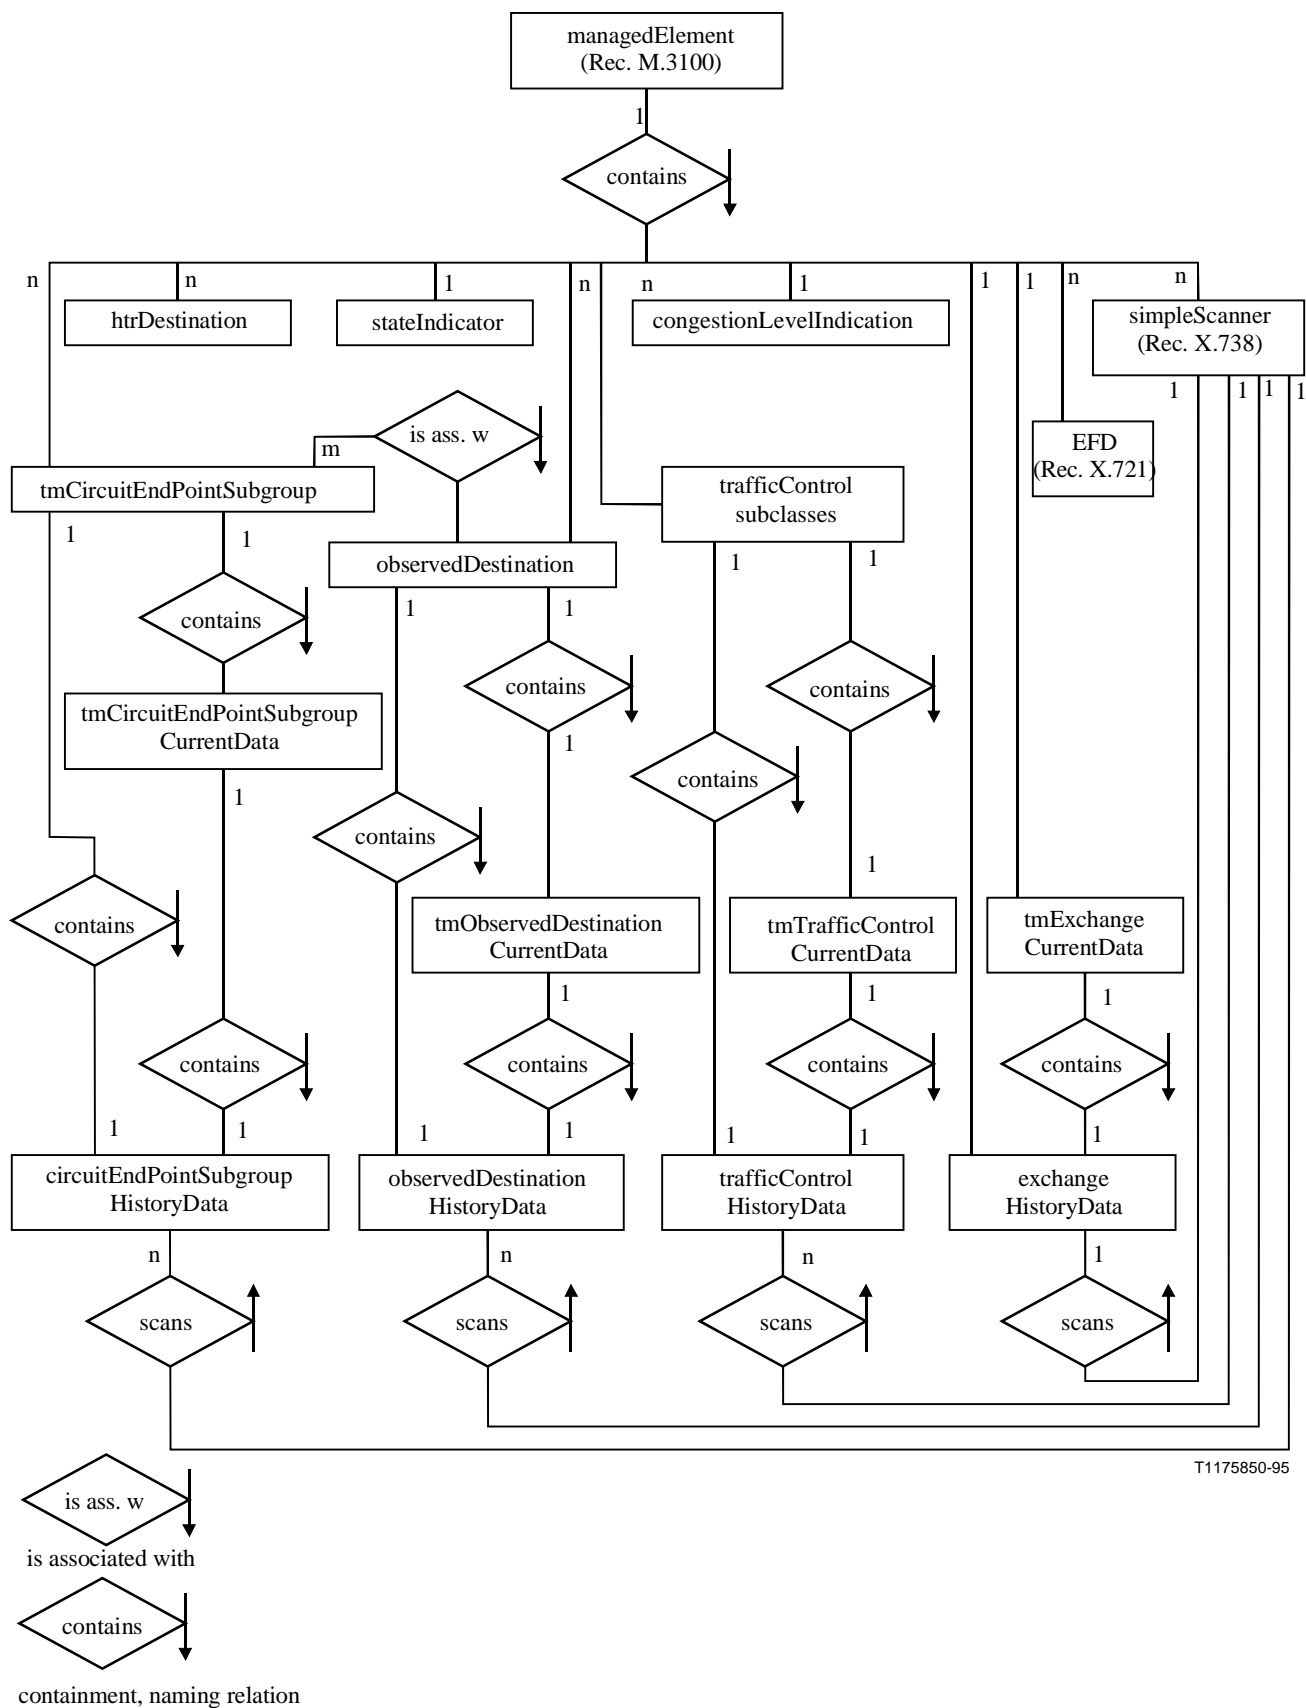 managedElement
(Rec. M.3100)
1
contains
n
n
1
n
n
1
1
1
n
n
htrDestination
stateIndicator
congestionLevelIndication
simpleScanner
(Rec. X.738)
1
1
1
1
is ass. w
m
EFD
(Rec. X.721)
tmCircuitEndPointSubgroup
trafficControl
subclasses
1
1
observedDestination
1
1
1
1
contains
contains
contains
tmCircuitEndPointSubgroup
CurrentData
1
contains
1
contains
1
contains
tmObservedDestination
CurrentData
tmTrafficControl
CurrentData
tmExchange
CurrentData
1
1
1
contains
contains
contains
contains
1
1
1
1
1
1
1
circuitEndPointSubgroup
HistoryData
observedDestination
HistoryData
trafficControl
HistoryData
exchange
HistoryData
n
n
n
1
scans
scans
scans
scans
T1175850-95
is ass. w
is associated with
contains
containment, naming relation